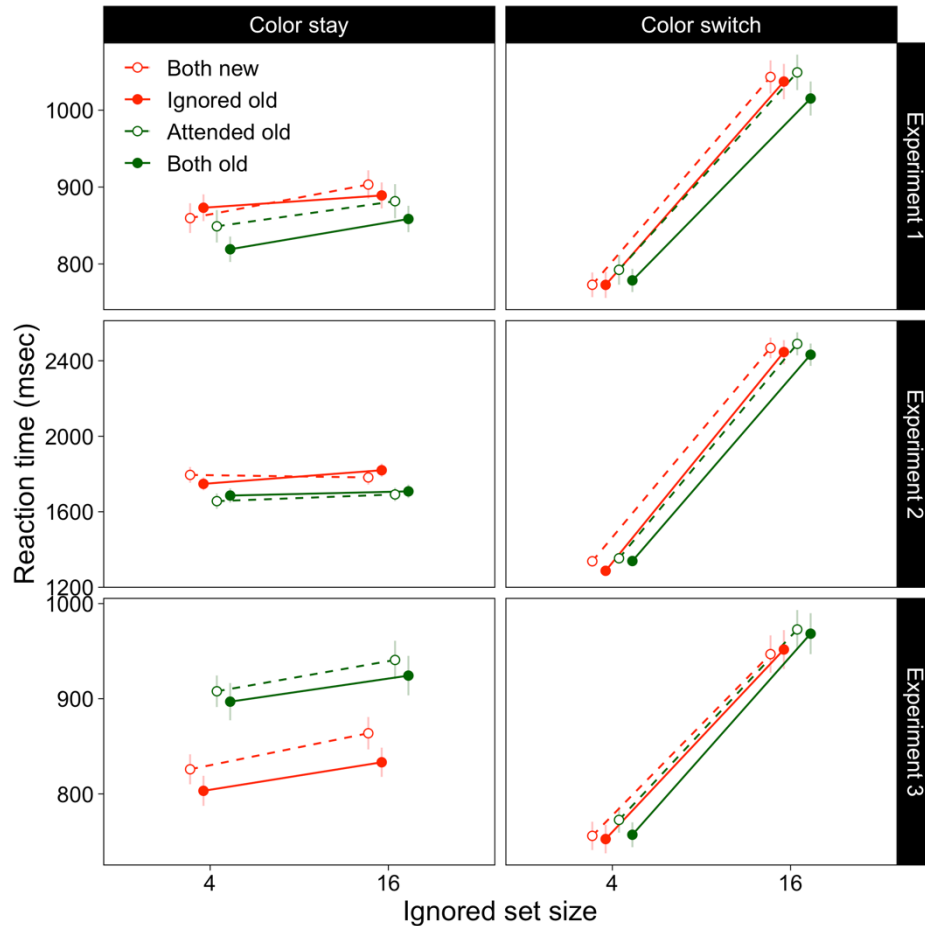 Color stay
Color switch
Both new
Ignored old
Attended old
Both old
1000
900
800
Experiment 1
2400
2000
1600
1200
Experiment 2
1000
900
800
Experiment 3
Reaction time (msec)
4
16
4
16
Ignored set size